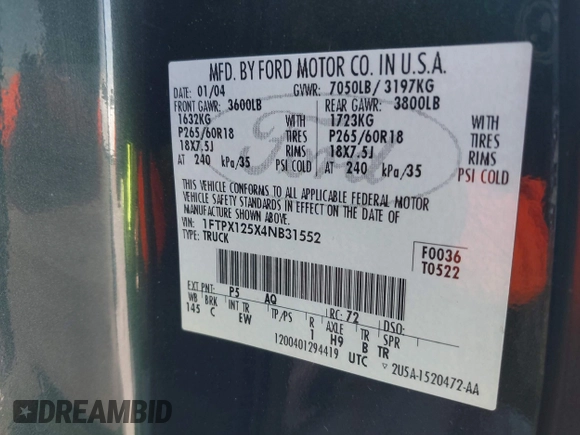 MFD. BY FORD MOTOR CO. IN U.S.A.
DATE: 01/04 GVWR: 7050LB/ 3197KG
FRONT GAWR: 3600LB REAR GAWR: 3800LB
1632KG WITH 1723KG WITH
P265/60R18 TIRES P265/60R18 TIRES
18X7.5J RIMS 18X7.5J RIMS
AT 240 kPa/35 PSI COLD AT 240 kPa/35 PSI COLD
THIS VEHICLE CONFORMS TO ALL APPLICABLE FEDERAL MOTOR
VEHICLE SAFETY STANDARDS IN EFFECT ON THE DATE OF
MANUFACTURE SHOWN ABOVE.
VIN: 1FTPX125X4NB31552
TYPE: TRUCK
F0036
T0522
EXT PNT: P5 AQ RC: 72 DSO:
WB BRK INT TR TP/PS R AXLE TR SPR
145 C EW 1 H9 B TR
1200401294419 UTC ▽ 2U5A-1520472-AA
Ford
DREAMBID